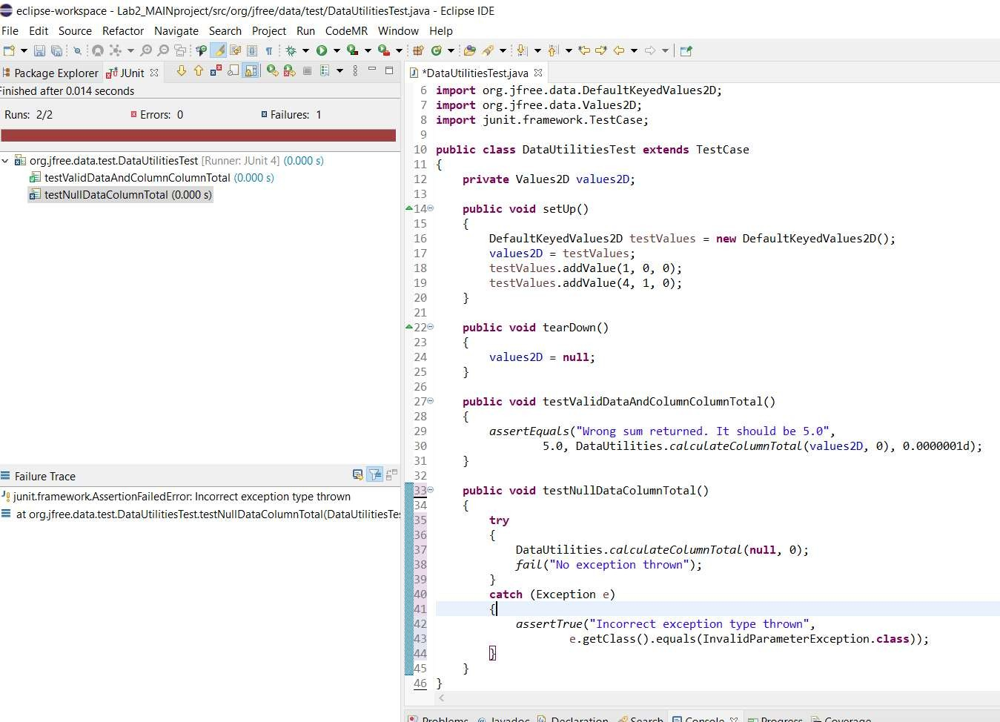 eclipse-workspace - Lab2_MAINproject/src/org/jfree/data/test/DataUtilitiesTest.java - Eclipse IDE
File Edit Source Refactor Navigate Search Project Run CodeMR Window Help
Package Explorer JUnit
Finished after 0.014 seconds
Runs: 2/2 Errors: 0 Failures: 1
org.jfree.data.test.DataUtilitiesTest [Runner: JUnit 4] (0.000 s)
testValidDataAndColumnColumnTotal (0.000 s)
testNullDataColumnTotal (0.000 s)
Failure Trace
junit.framework.AssertionFailedError: Incorrect exception type thrown
at org.jfree.data.test.DataUtilitiesTest.testNullDataColumnTotal(DataUtilitiesTes
*DataUtilitiesTest.java
6 import org.jfree.data.DefaultKeyedValues2D;
7 import org.jfree.data.Values2D;
8 import junit.framework.TestCase;
9
10 public class DataUtilitiesTest extends TestCase
11 {
12 private Values2D values2D;
13
14 public void setUp()
15 {
16 DefaultKeyedValues2D testValues = new DefaultKeyedValues2D();
17 values2D = testValues;
18 testValues.addValue(1, 0, 0);
19 testValues.addValue(4, 1, 0);
20 }
21
22 public void tearDown()
23 {
24 values2D = null;
25 }
26
27 public void testValidDataAndColumnColumnTotal()
28 {
29 assertEquals("Wrong sum returned. It should be 5.0",
30 5.0, DataUtilities.calculateColumnTotal(values2D, 0), 0.0000001d);
31 }
32
33 public void testNullDataColumnTotal()
34 {
35 try
36 {
37 DataUtilities.calculateColumnTotal(null, 0);
38 fail("No exception thrown");
39 }
40 catch (Exception e)
41 {
42 assertTrue("Incorrect exception type thrown",
43 e.getClass().equals(InvalidParameterException.class));
44 }
45 }
46 }
Problems Javadoc Declaration Search Console Progress Coverage